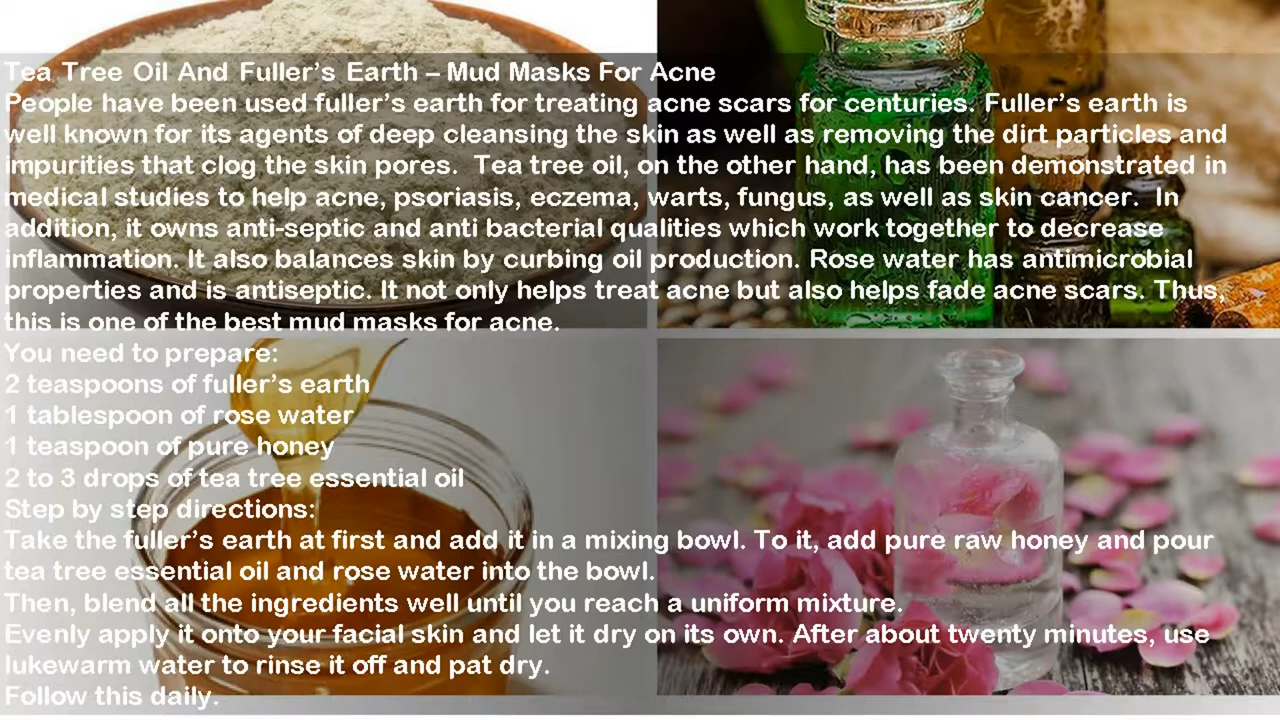 Tea Tree Oil And Fuller’s Earth – Mud Masks For Acne
People have been used fuller’s earth for treating acne scars for centuries. Fuller’s earth is
well known for its agents of deep cleansing the skin as well as removing the dirt particles and
impurities that clog the skin pores.  Tea tree oil, on the other hand, has been demonstrated in
medical studies to help acne, psoriasis, eczema, warts, fungus, as well as skin cancer.  In
addition, it owns anti-septic and anti bacterial qualities which work together to decrease
inflammation. It also balances skin by curbing oil production. Rose water has antimicrobial
properties and is antiseptic. It not only helps treat acne but also helps fade acne scars. Thus,
this is one of the best mud masks for acne.
You need to prepare:
2 teaspoons of fuller’s earth
1 tablespoon of rose water
1 teaspoon of pure honey
2 to 3 drops of tea tree essential oil
Step by step directions:
Take the fuller’s earth at first and add it in a mixing bowl. To it, add pure raw honey and pour
tea tree essential oil and rose water into the bowl.
Then, blend all the ingredients well until you reach a uniform mixture.
Evenly apply it onto your facial skin and let it dry on its own. After about twenty minutes, use
lukewarm water to rinse it off and pat dry.
Follow this daily.